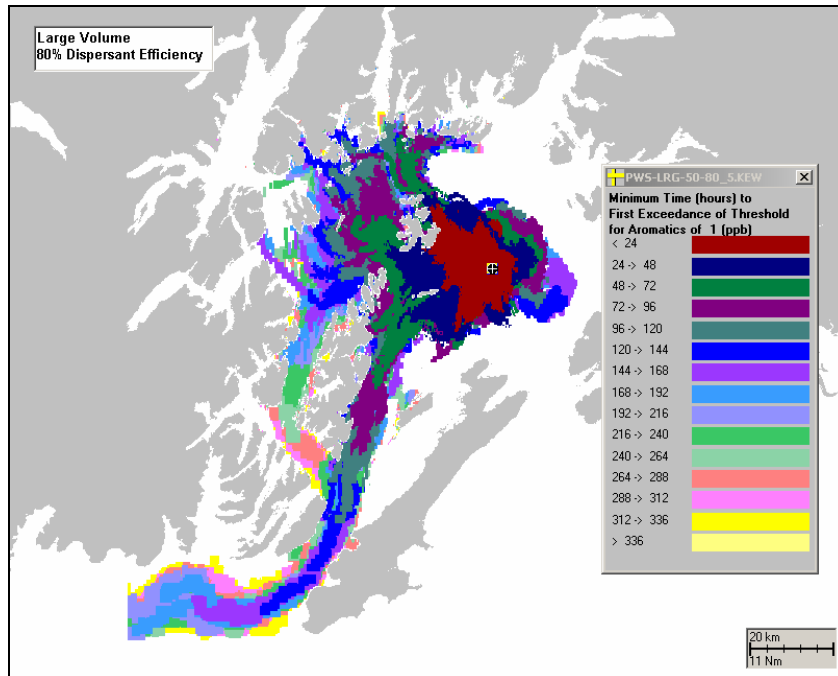 Large Volume
80% Dispersant Efficiency
PWS-LRG-50-80_5.KEW
Minimum Time (hours) to
First Exceedance of Threshold
for Aromatics of 1 (ppb)
< 24
24 -> 48
48 -> 72
72 -> 96
96 -> 120
120 -> 144
144 -> 168
168 -> 192
192 -> 216
216 -> 240
240 -> 264
264 -> 288
288 -> 312
312 -> 336
> 336
20 km
11 Nm